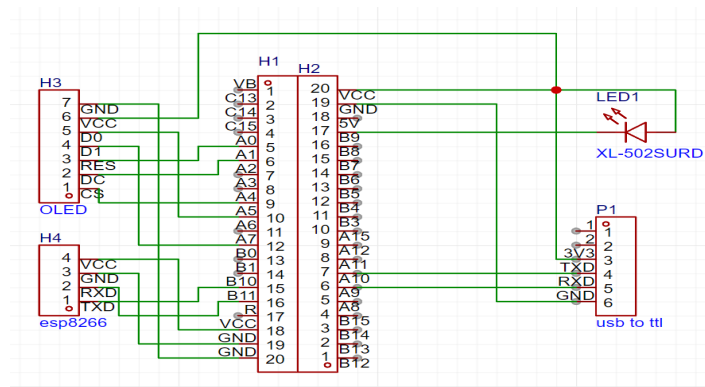 H3
7
GND
6
VCC
5
D0
4
D1
3
RES
2
DC
1
CS
OLED
H4
4
VCC
3
GND
2
RXD
1
TXD
esp8266
H1
VB
1
C13
2
C14
3
C15
4
A0
5
A1
6
A2
7
A3
8
A4
9
A5
10
A6
11
A7
12
B0
13
B1
14
B10
15
B11
16
R
17
VCC
18
GND
19
GND
20
H2
20
VCC
19
GND
18
5V
17
B9
16
B8
15
B7
14
B6
13
B5
12
B4
11
B3
10
A15
9
A12
8
A11
7
A10
6
A9
5
A8
4
B15
3
B14
2
B13
1
B12
LED1
XL-502SURD
P1
1
1
2
2
3V3
3
TXD
4
RXD
5
GND
6
usb to ttl